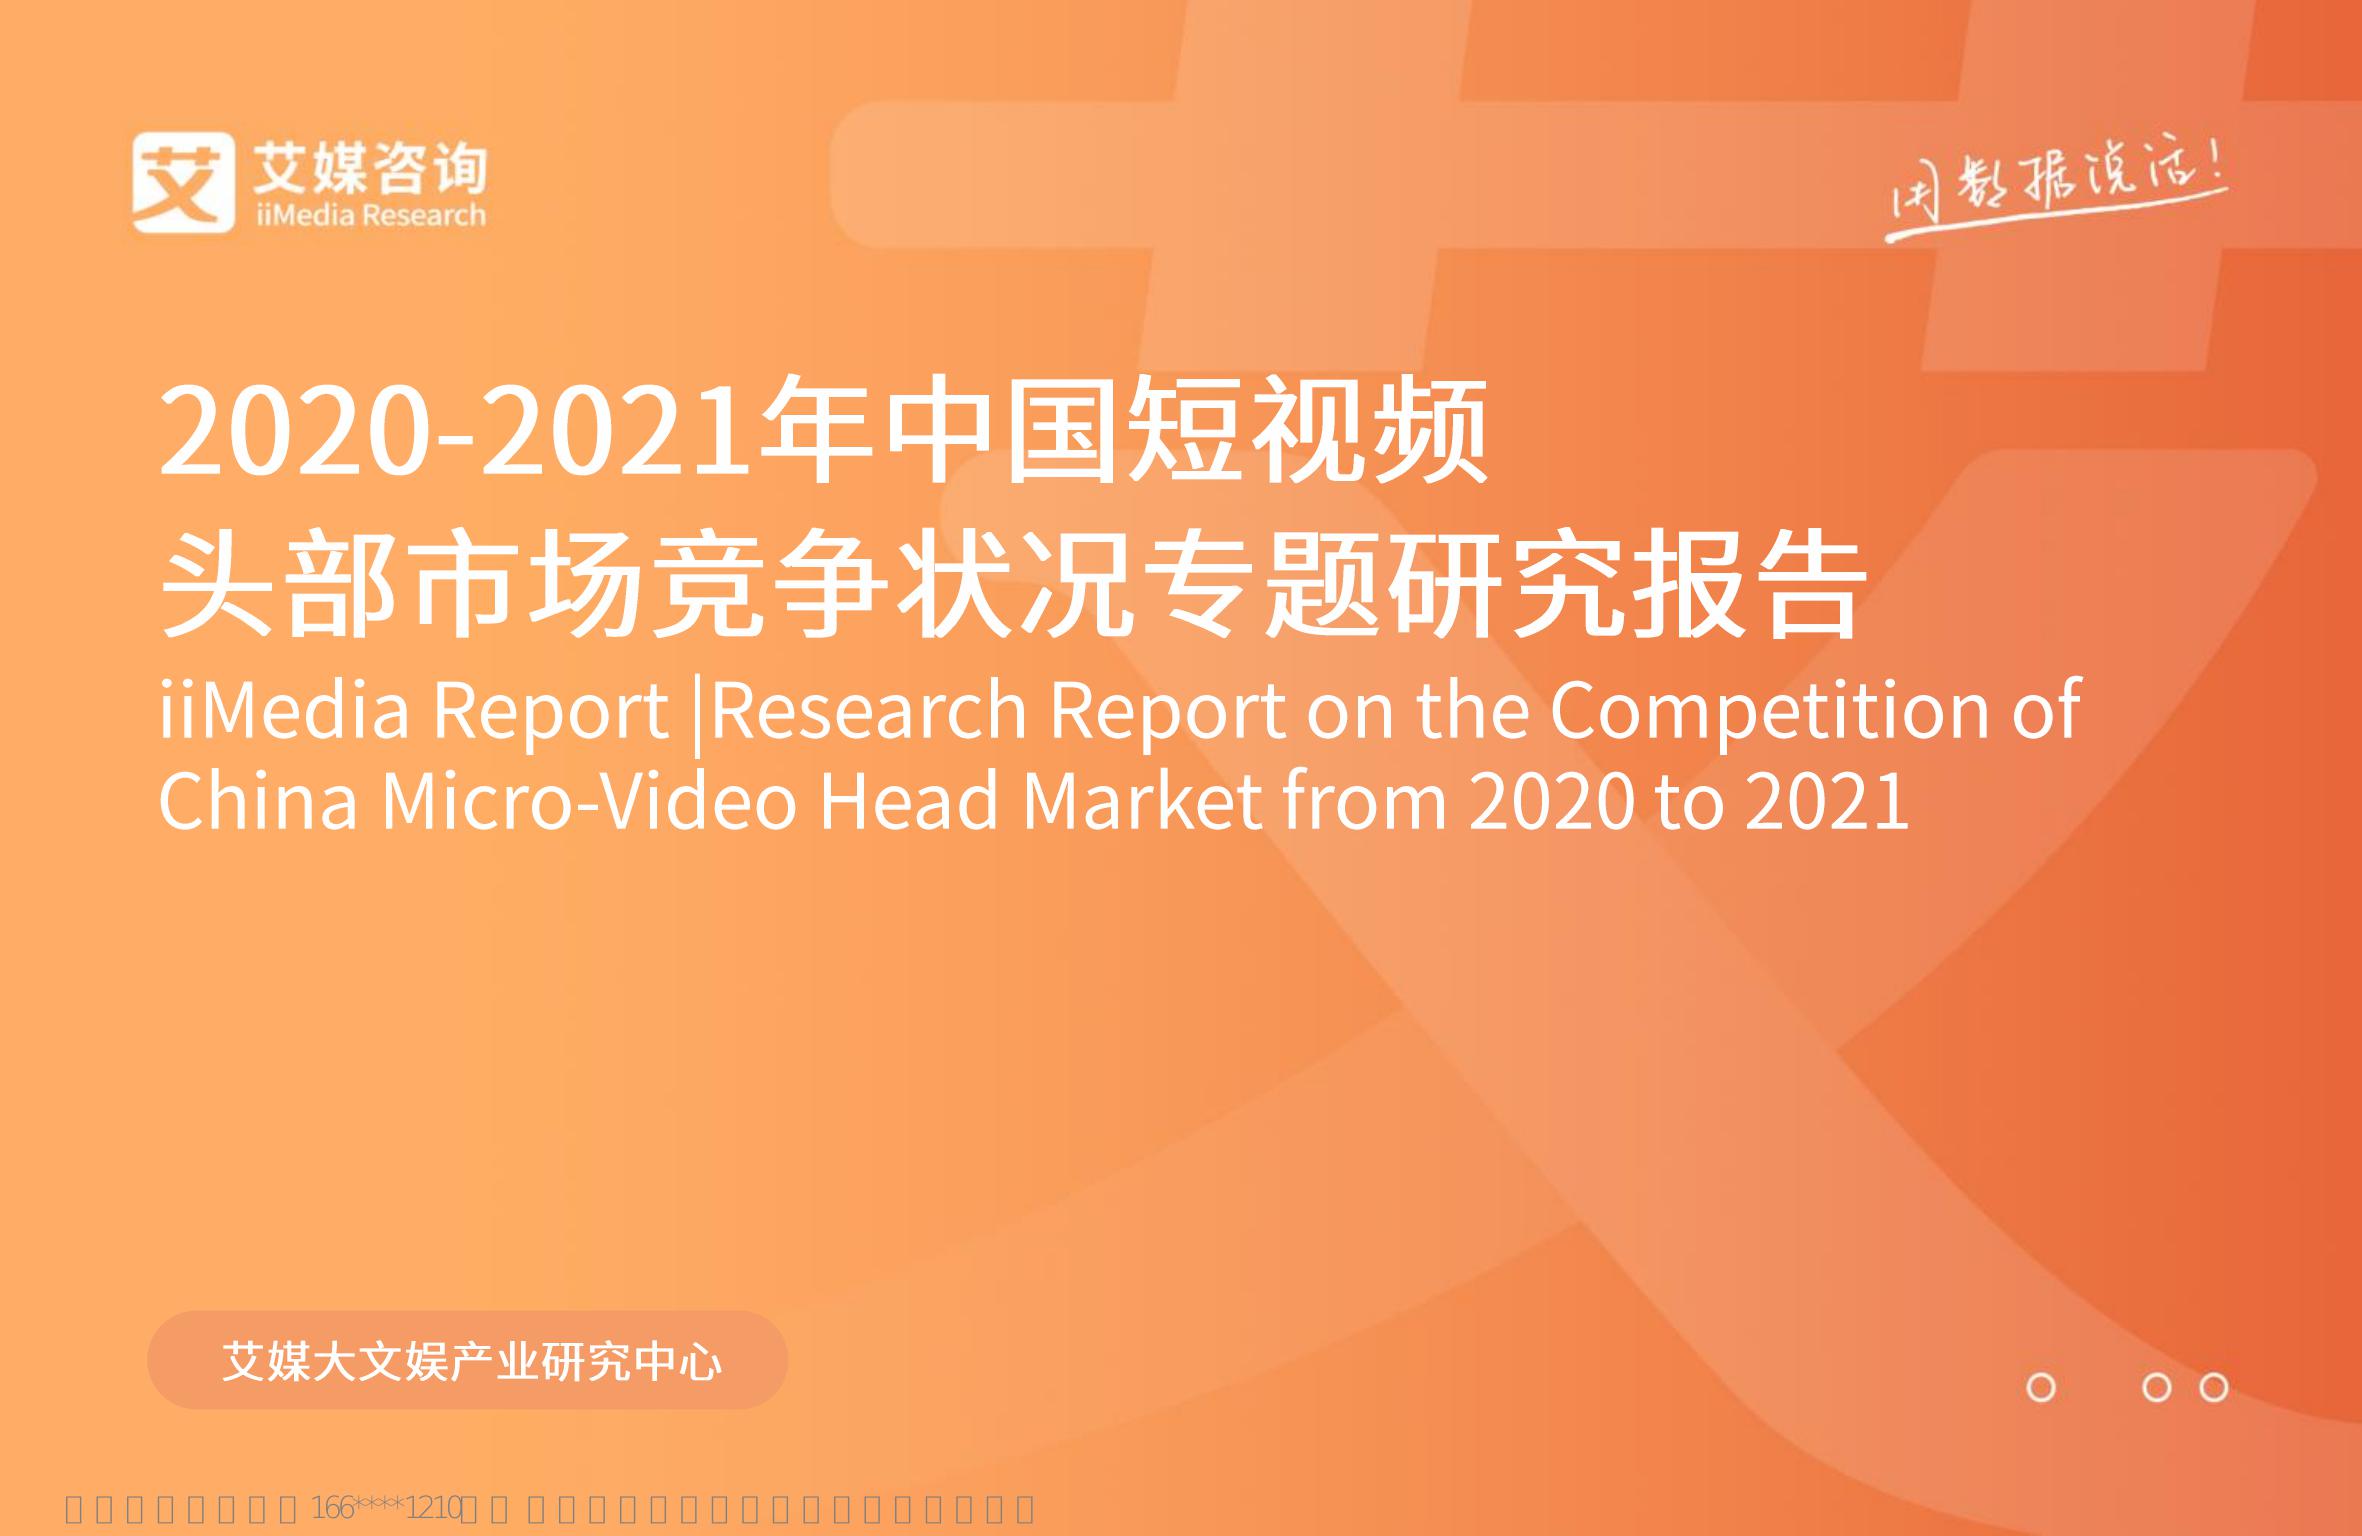 艾 艾媒咨询
iiMedia Research
用数据说话！
2020-2021年中国短视频
头部市场竞争状况专题研究报告
iiMedia Report |Research Report on the Competition of
China Micro-Video Head Market from 2020 to 2021
艾媒大文娱产业研究中心
166****1210